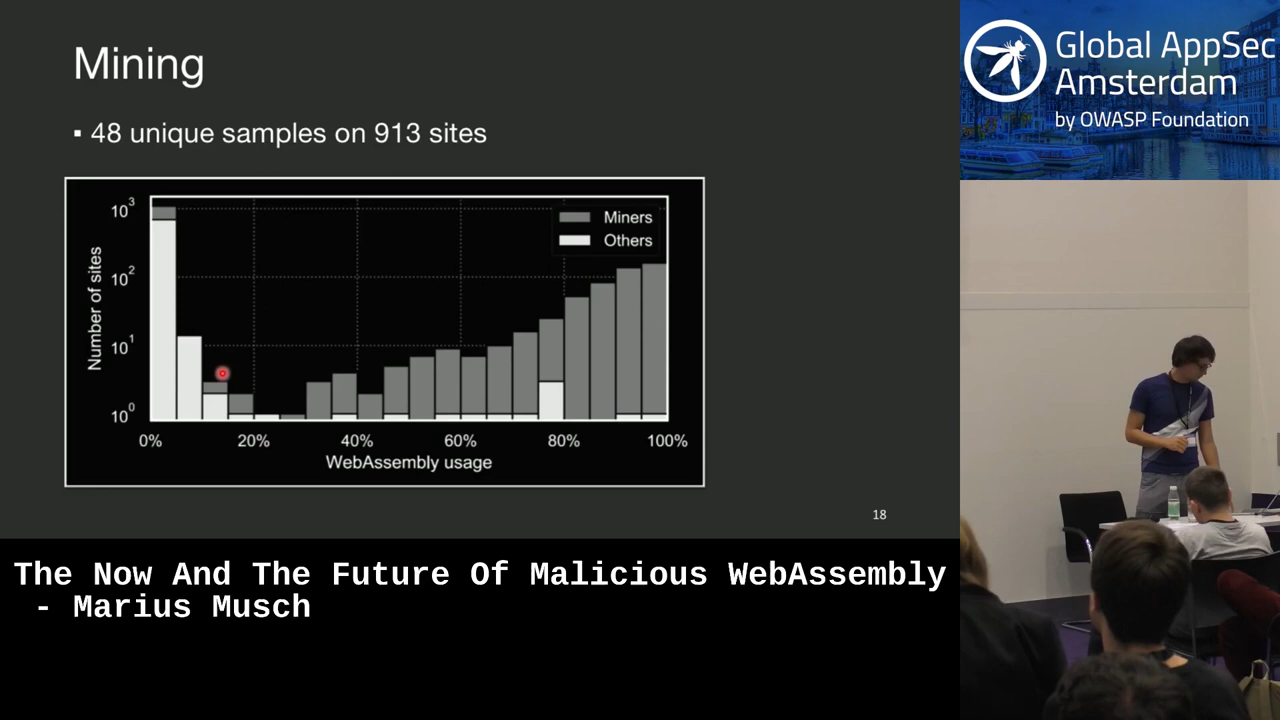 Mining
▪ 48 unique samples on 913 sites
Number of sites
10³
10²
10¹
10⁰
Miners
Others
0%
20%
40%
60%
80%
100%
WebAssembly usage
18
Global AppSec
Amsterdam
by OWASP Foundation
The Now And The Future Of Malicious WebAssembly
- Marius Musch